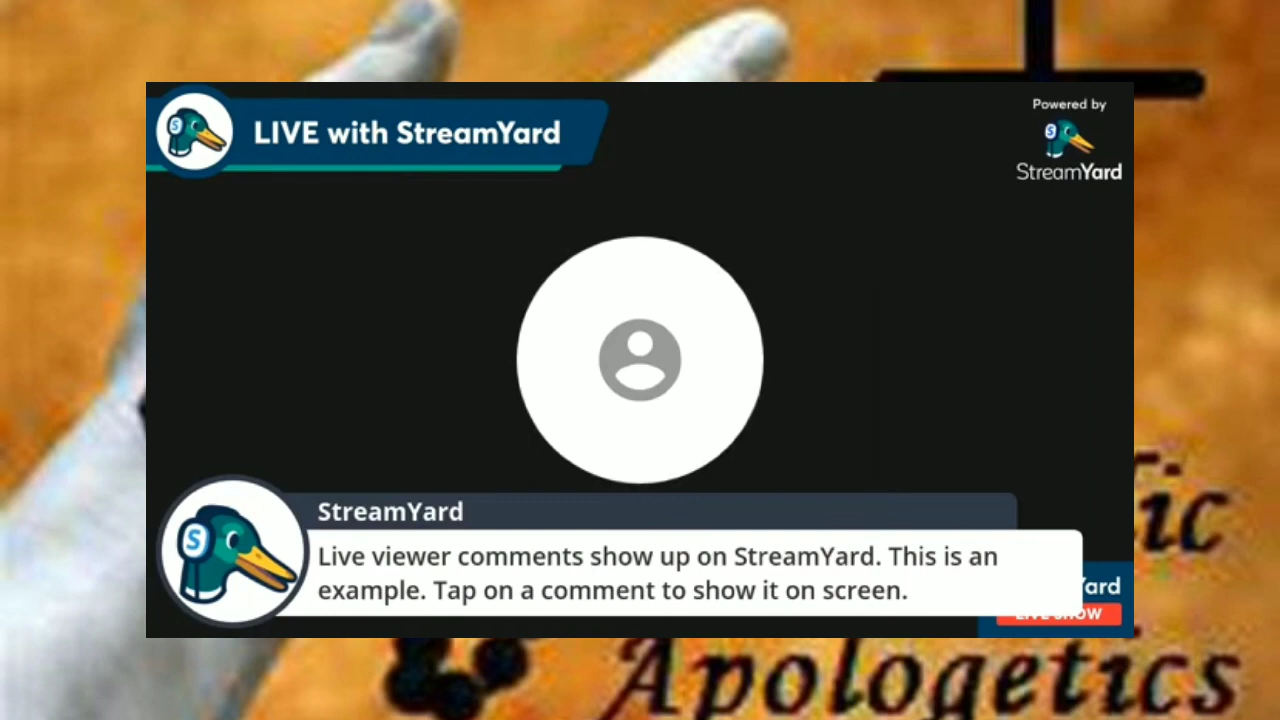 LIVE with StreamYard
Powered by
StreamYard
StreamYard
Live viewer comments show up on StreamYard. This is an
example. Tap on a comment to show it on screen.
Apologetics